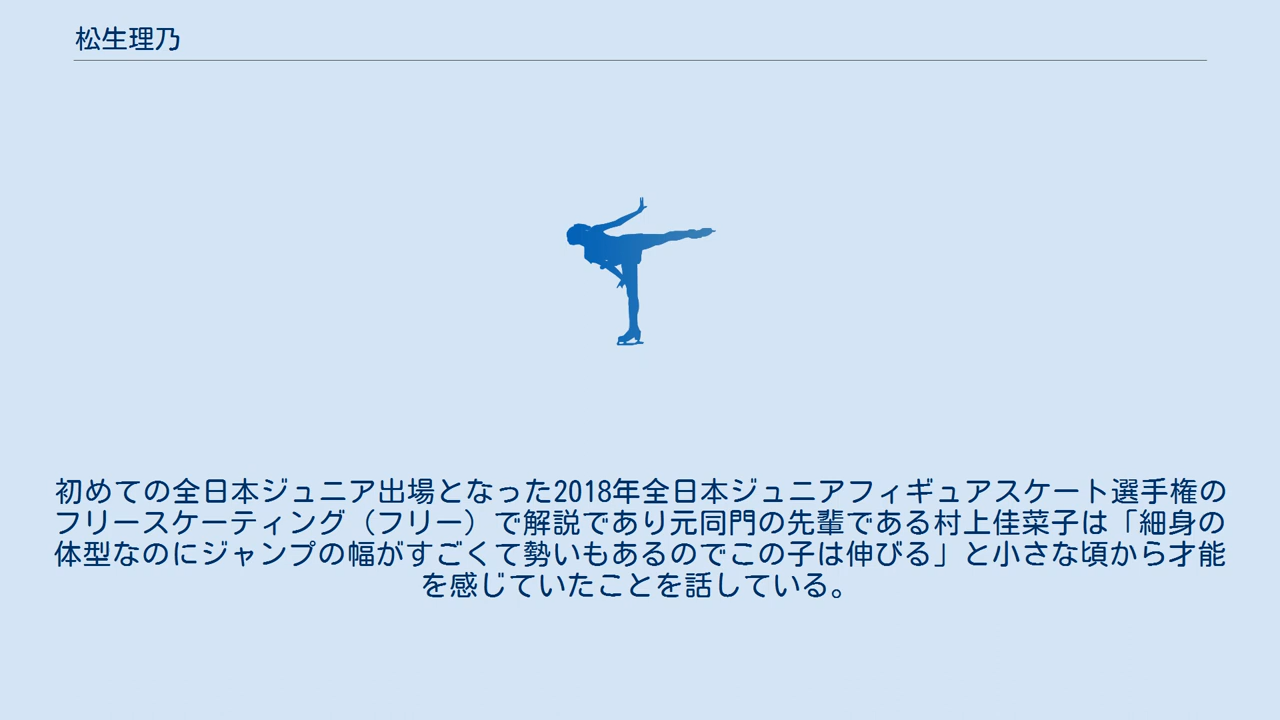 松生理乃
初めての全日本ジュニア出場となった2018年全日本ジュニアフィギュアスケート選手権の
フリースケーティング（フリー）で解説であり元同門の先輩である村上佳菜子は「細身の
体型なのにジャンプの幅がすごくて勢いもあるのでこの子は伸びる」と小さな頃から才能
を感じていたことを話している。